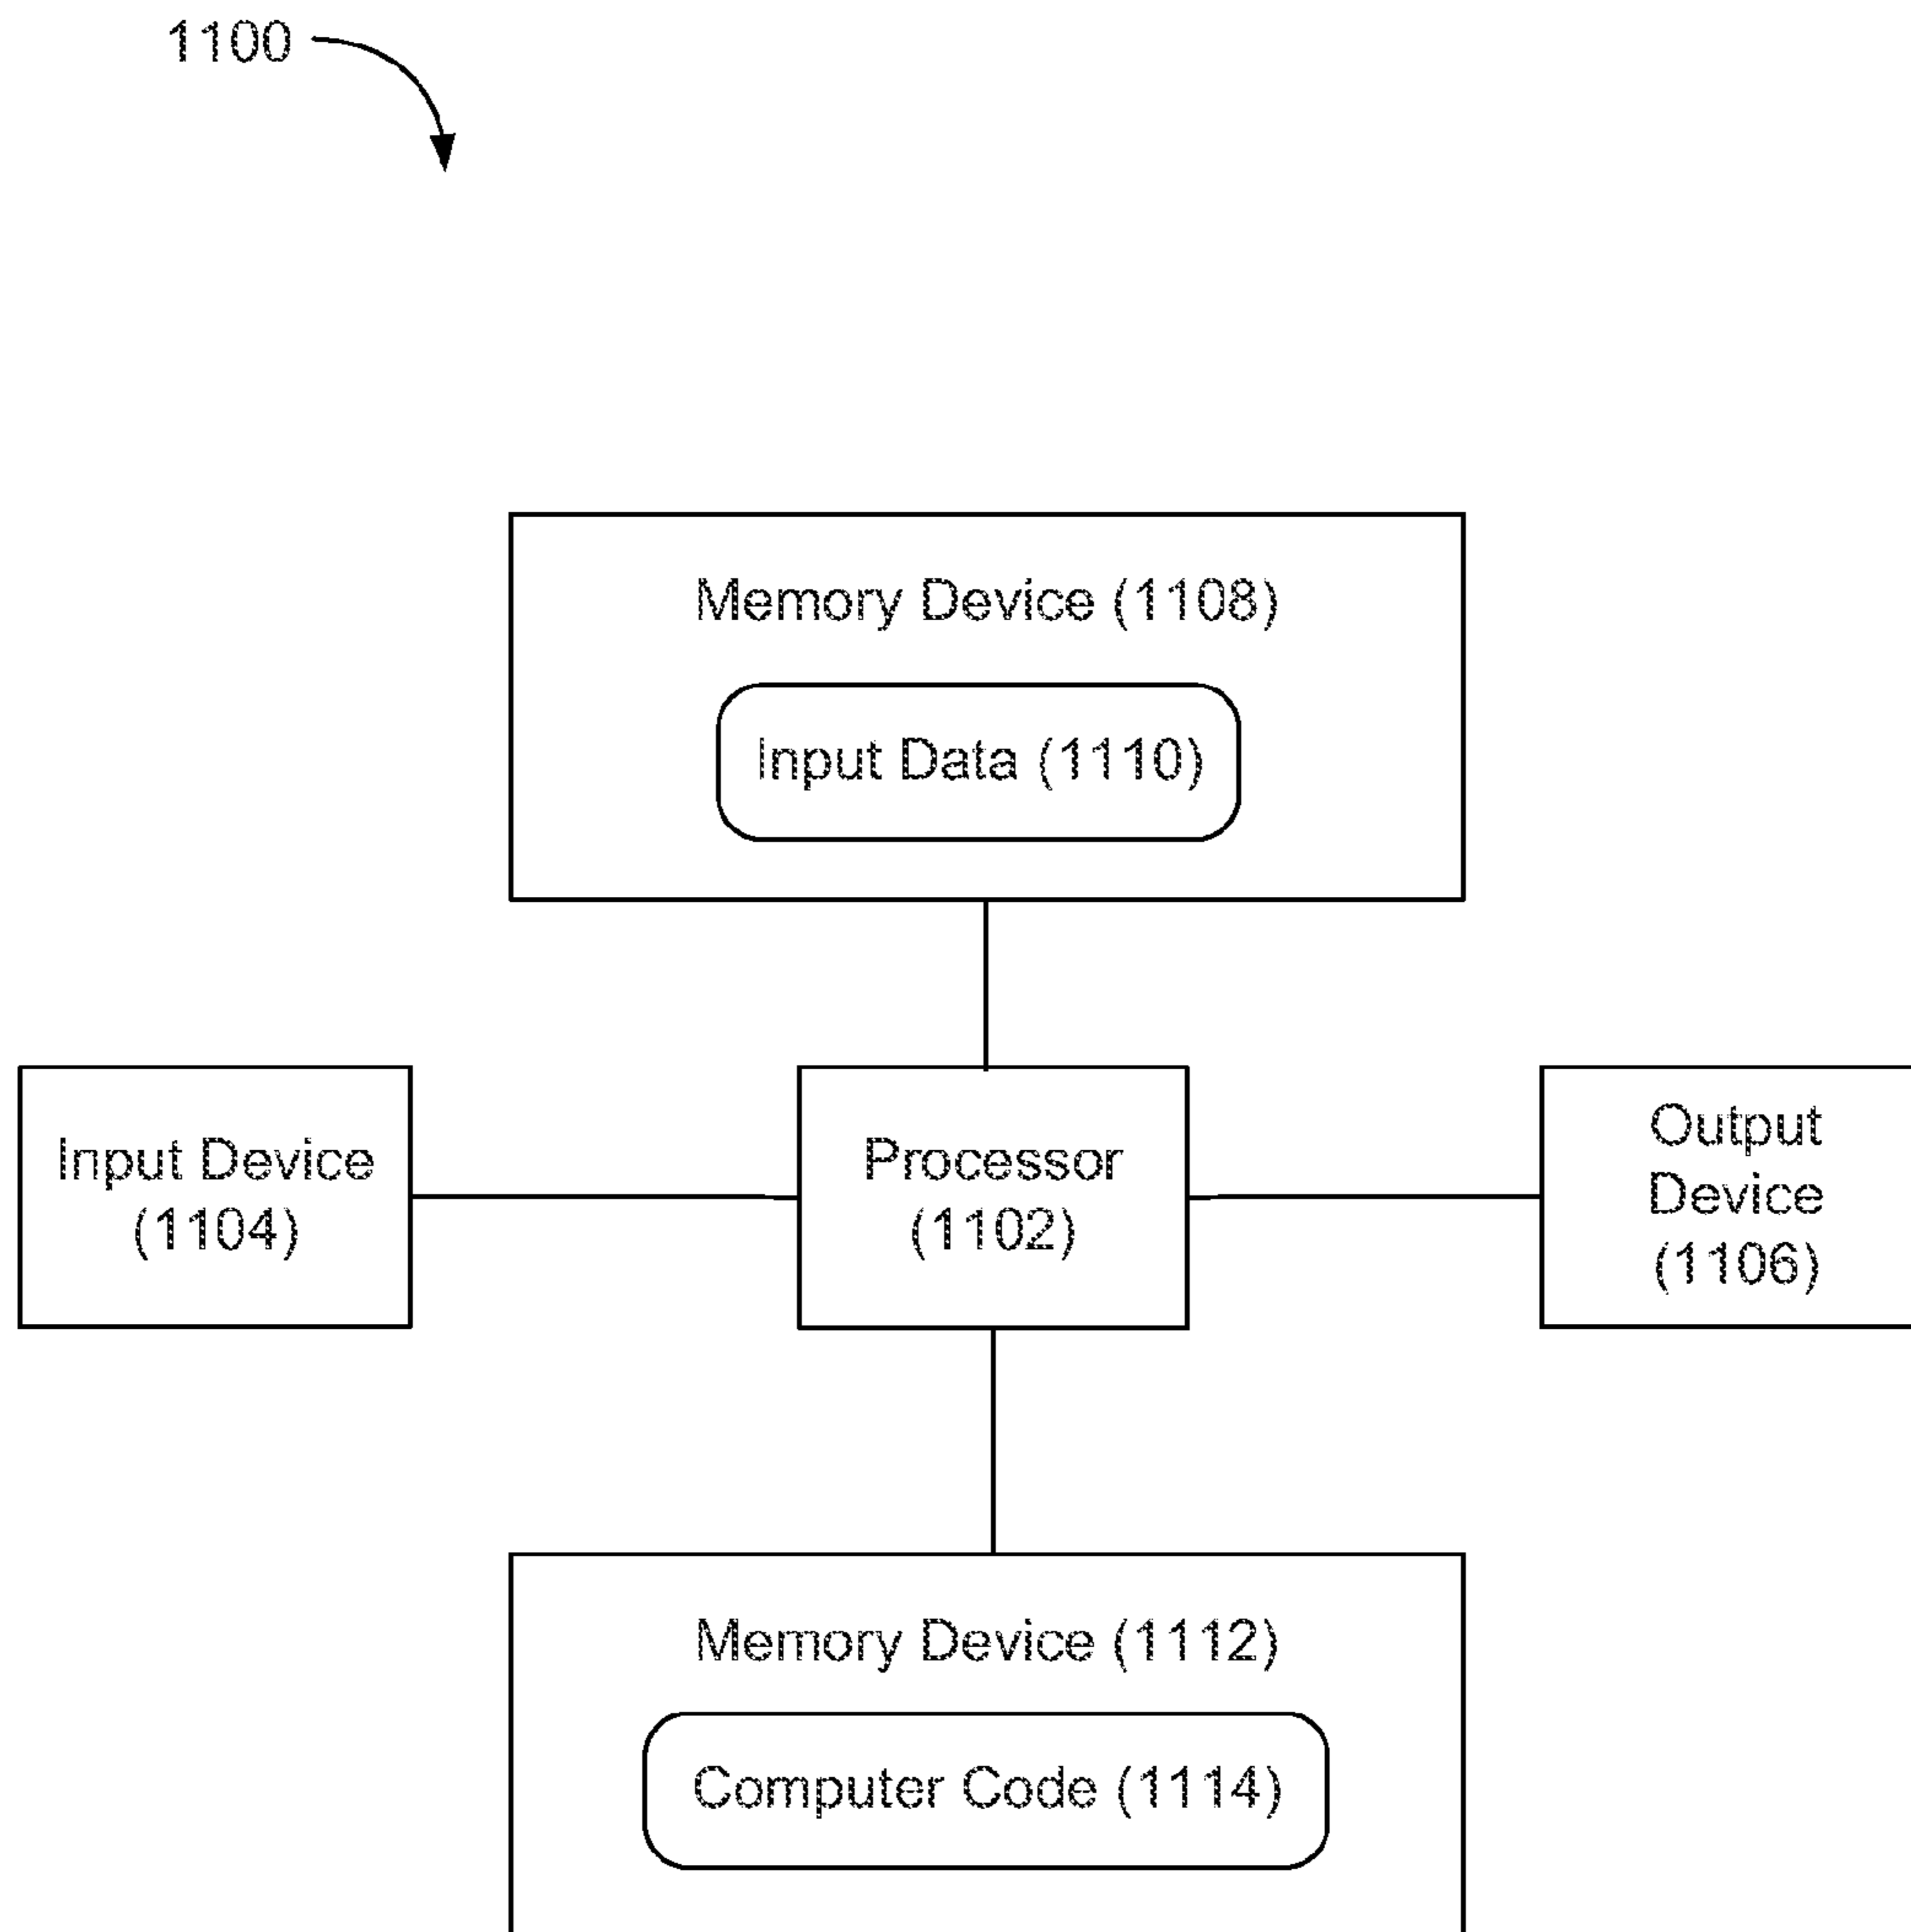 1100
Memory Device (1108)
Input Data (1110)
Input Device
(1104)
Processor
(1102)
Output
Device
(1106)
Memory Device (1112)
Computer Code (1114)